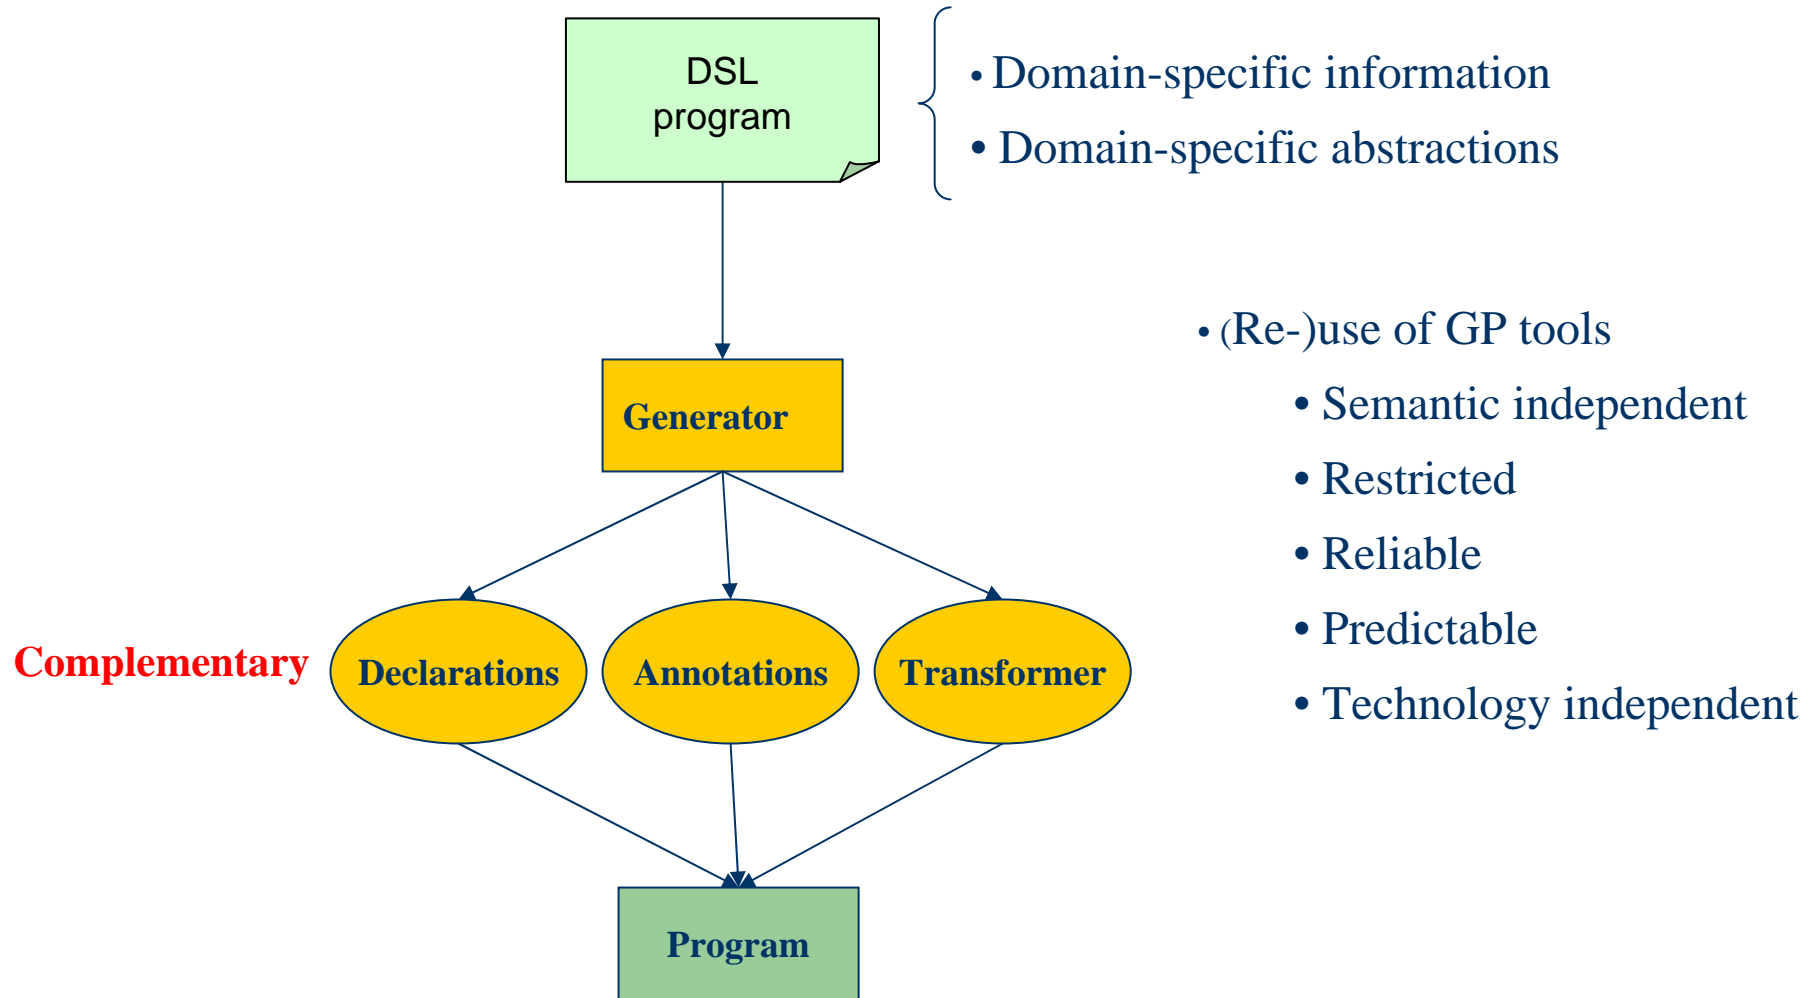 DSL
program
• Domain-specific information
• Domain-specific abstractions
Generator
• (Re-)use of GP tools
• Semantic independent
• Restricted
• Reliable
• Predictable
• Technology independent
Complementary
Declarations
Annotations
Transformer
Program